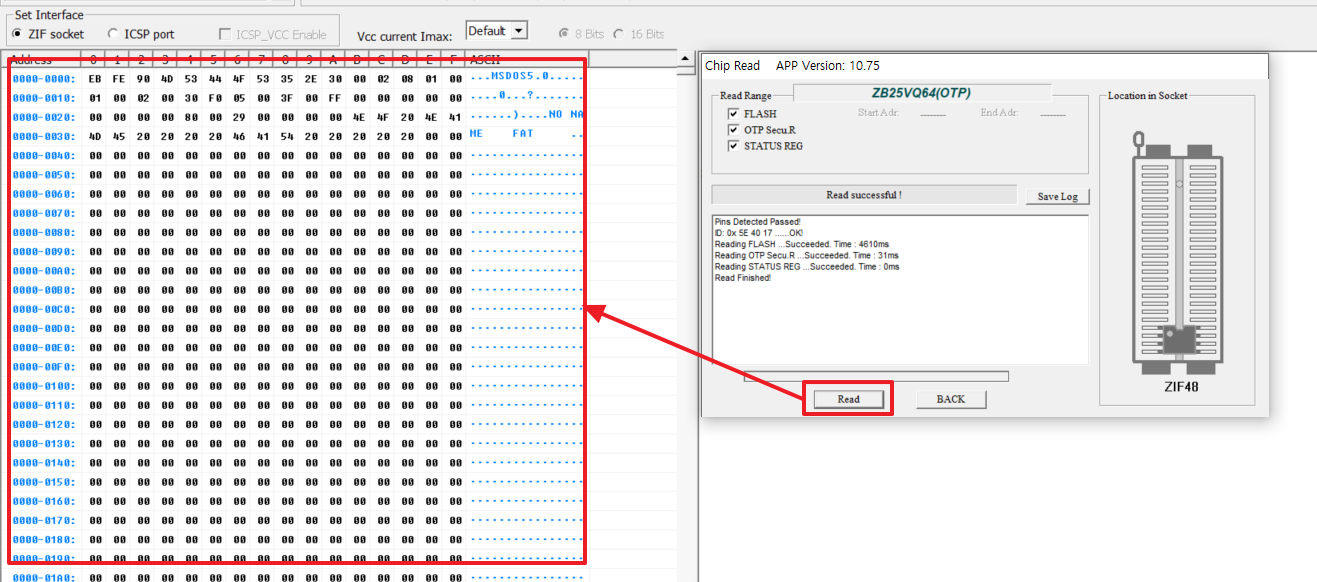 Set Interface
ZIF socket ICSP port ICSP_VCC Enable Vcc current Imax: Default 8 Bits 16 Bits
Address 0 1 2 3 4 5 6 7 8 9 A B C D E F ASCII
0000-0000: EB FE 90 4D 53 44 4F 53 35 2E 30 00 02 08 01 00 ...MSDOS5.0.....
0000-0010: 01 00 02 00 30 F0 05 00 3F 00 FF 00 00 00 00 00 ....0...?.......
0000-0020: 00 00 00 00 80 00 29 00 00 00 00 4E 4F 20 4E 41 ......)....NO NA
0000-0030: 4D 45 20 20 20 20 46 41 54 20 20 20 20 20 00 00 ME    FAT     ..
0000-0040: 00 00 00 00 00 00 00 00 00 00 00 00 00 00 00 00 ................
0000-0050: 00 00 00 00 00 00 00 00 00 00 00 00 00 00 00 00 ................
0000-0060: 00 00 00 00 00 00 00 00 00 00 00 00 00 00 00 00 ................
0000-0070: 00 00 00 00 00 00 00 00 00 00 00 00 00 00 00 00 ................
0000-0080: 00 00 00 00 00 00 00 00 00 00 00 00 00 00 00 00 ................
0000-0090: 00 00 00 00 00 00 00 00 00 00 00 00 00 00 00 00 ................
0000-00A0: 00 00 00 00 00 00 00 00 00 00 00 00 00 00 00 00 ................
0000-00B0: 00 00 00 00 00 00 00 00 00 00 00 00 00 00 00 00 ................
0000-00C0: 00 00 00 00 00 00 00 00 00 00 00 00 00 00 00 00 ................
0000-00D0: 00 00 00 00 00 00 00 00 00 00 00 00 00 00 00 00 ................
0000-00E0: 00 00 00 00 00 00 00 00 00 00 00 00 00 00 00 00 ................
0000-00F0: 00 00 00 00 00 00 00 00 00 00 00 00 00 00 00 00 ................
0000-0100: 00 00 00 00 00 00 00 00 00 00 00 00 00 00 00 00 ................
0000-0110: 00 00 00 00 00 00 00 00 00 00 00 00 00 00 00 00 ................
0000-0120: 00 00 00 00 00 00 00 00 00 00 00 00 00 00 00 00 ................
0000-0130: 00 00 00 00 00 00 00 00 00 00 00 00 00 00 00 00 ................
0000-0140: 00 00 00 00 00 00 00 00 00 00 00 00 00 00 00 00 ................
0000-0150: 00 00 00 00 00 00 00 00 00 00 00 00 00 00 00 00 ................
0000-0160: 00 00 00 00 00 00 00 00 00 00 00 00 00 00 00 00 ................
0000-0170: 00 00 00 00 00 00 00 00 00 00 00 00 00 00 00 00 ................
0000-0180: 00 00 00 00 00 00 00 00 00 00 00 00 00 00 00 00 ................
0000-0190: 00 00 00 00 00 00 00 00 00 00 00 00 00 00 00 00 ................
0000-01A0: 00 00 00 00 00 00 00 00 00 00 00 00 00 00 00 00 ................
Chip Read APP Version: 10.75
Read Range ZB25VQ64(OTP)
FLASH Start Adr: End Adr:
OTP Secu.R
STATUS REG
Read successful !
Save Log
Pins Detected Passed!
ID: 0x 5E 40 17 ......OK!
Reading FLASH ...Succeeded. Time : 4610ms
Reading OTP Secu.R ...Succeeded. Time : 31ms
Reading STATUS REG ...Succeeded. Time : 0ms
Read Finished!
Read BACK
Location in Socket
ZIF48